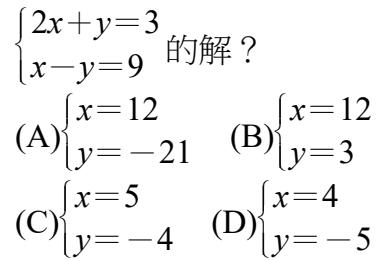 2x+y=3
x−y=9 的解？
(A) x=12 (B) x=12
y=−21 y=3
(C) x=5 (D) x=4
y=−4 y=−5